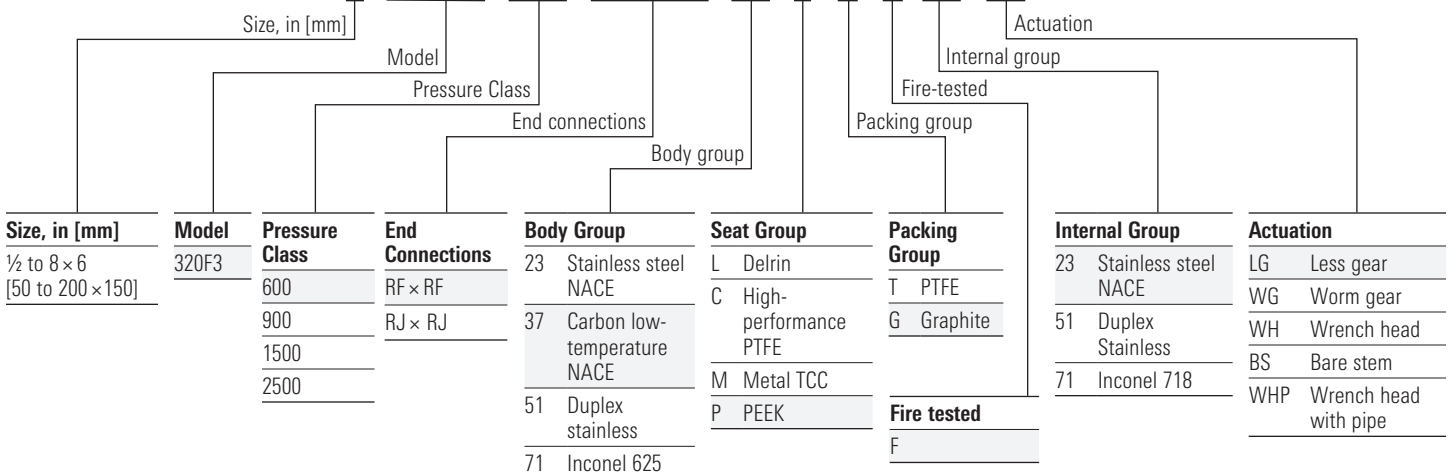 Size, in [mm]
Actuation
Model
Internal group
Pressure Class
Fire-tested
End connections
Packing group
Body group
Size, in [mm]
½ to 8 × 6
[50 to 200 × 150]
Model
320F3
Pressure
Class
600
900
1500
2500
End
Connections
RF × RF
RJ × RJ
Body Group
23 Stainless steel
NACE
37 Carbon low-
temperature
NACE
51 Duplex
stainless
71 Inconel 625
Seat Group
L Delrin
C High-
performance
PTFE
M Metal TCC
P PEEK
Packing
Group
T PTFE
G Graphite
Fire tested
F
Internal Group
23 Stainless steel
NACE
51 Duplex
Stainless
71 Inconel 718
Actuation
LG Less gear
WG Worm gear
WH Wrench head
BS Bare stem
WHP Wrench head
with pipe